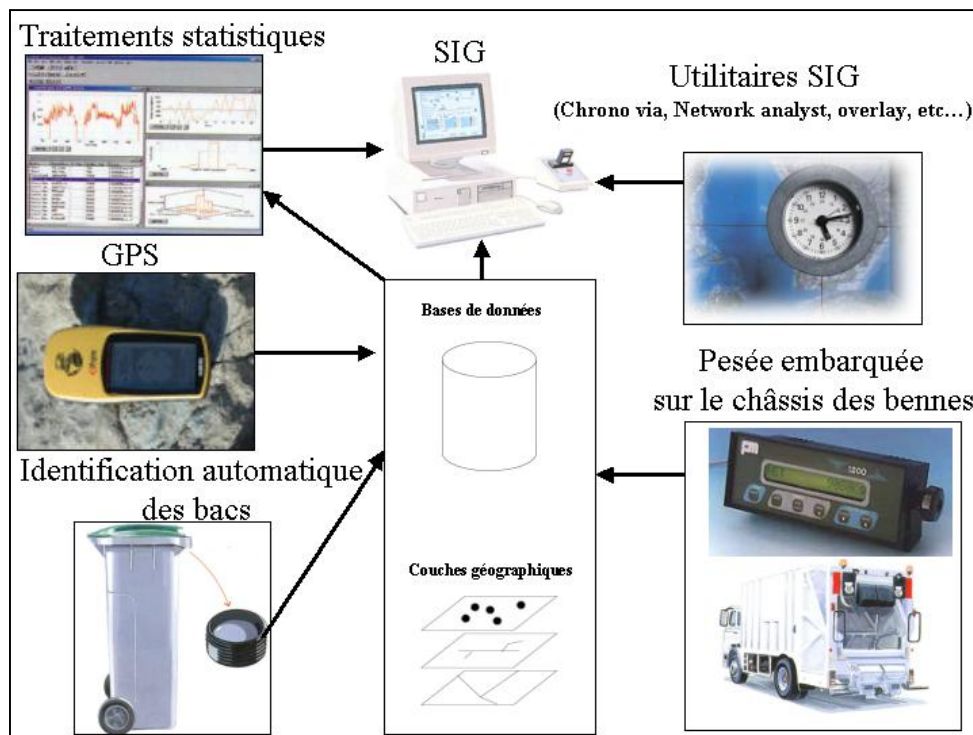 Traitements statistiques
SIG
Utilitaires SIG
(Chrono via, Network analyst, overlay, etc…)
GPS
Bases de données
Pesée embarquée
sur le châssis des bennes
1200
Identification automatique
des bacs
Couches géographiques